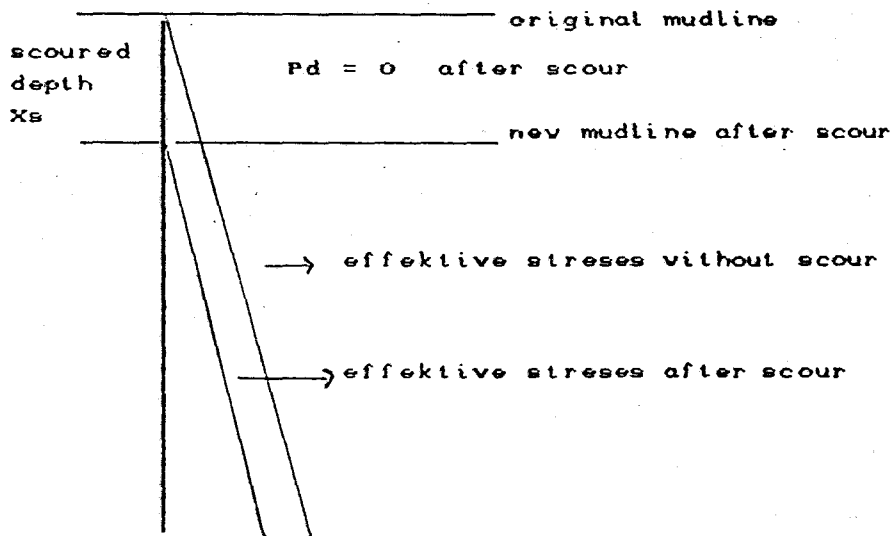 original mudline
scoured
depth
Xs
Pd = 0 after scour
new mudline after scour
effektive streses without scour
effektive streses after scour